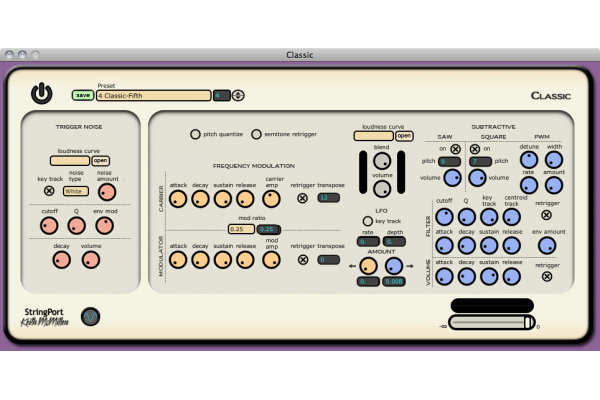 Classic
Preset
save 4 Classic-Fifth 4
CLASSIC
TRIGGER NOISE
loudness curve
open
key track noise type noise amount
White
cutoff Q env mod
decay volume
pitch quantize semitone retrigger
FREQUENCY MODULATION
CARRIER
attack decay sustain release carrier amp retrigger transpose
12
mod ratio
0.25 0.25
MODULATOR
attack decay sustain release mod amp retrigger transpose
0
loudness curve
open
blend
volume
LFO
key track
rate depth
0. 0.
AMOUNT
0. 0.008
SUBTRACTIVE
SAW SQUARE PWM
on on detune width
pitch 0 7 pitch
volume volume rate amount
FILTER
cutoff Q key track centroid track retrigger
attack decay sustain release env amount
VOLUME
attack decay sustain release retrigger
-∞ 0
StringPort
Keith McMillen